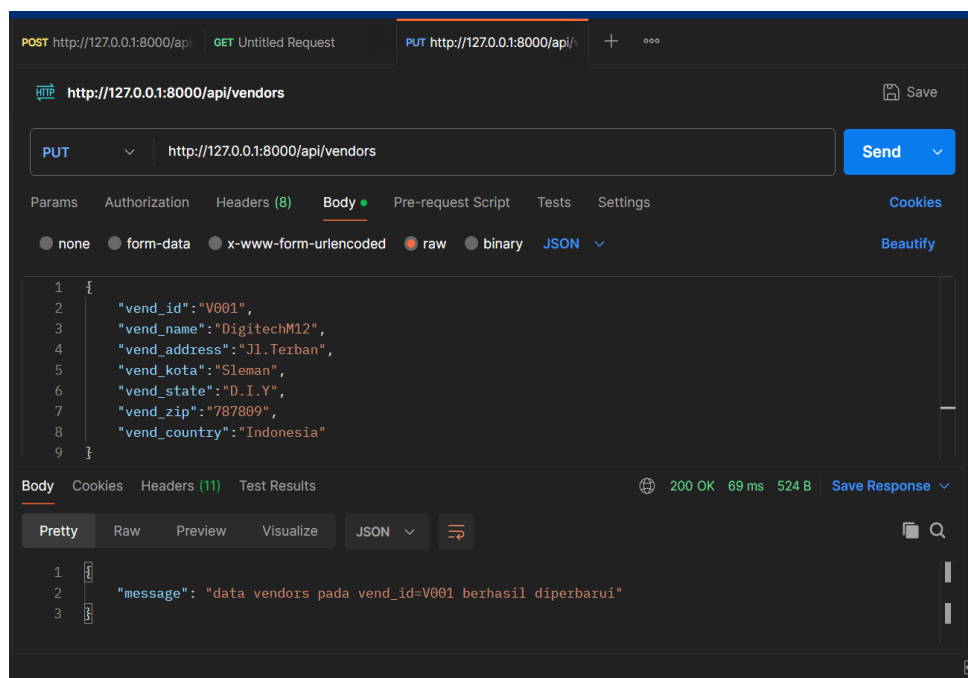 POST http://127.0.0.1:8000/api. GET Untitled Request PUT http://127.0.0.1:8000/api/v + ooo
HTTP http://127.0.0.1:8000/api/vendors Save
PUT http://127.0.0.1:8000/api/vendors Send
Params Authorization Headers (8) Body Pre-request Script Tests Settings Cookies
none form-data x-www-form-urlencoded raw binary JSON Beautify
1 {
2 "vend_id":"V001",
3 "vend_name":"DigitechM12",
4 "vend_address":"Jl.Terban",
5 "vend_kota":"Sleman",
6 "vend_state":"D.I.Y",
7 "vend_zip":"787809",
8 "vend_country":"Indonesia"
9 }
Body Cookies Headers (11) Test Results 200 OK 69 ms 524 B Save Response
Pretty Raw Preview Visualize JSON
1 {
2 "message": "data vendors pada vend_id=V001 berhasil diperbarui"
3 }